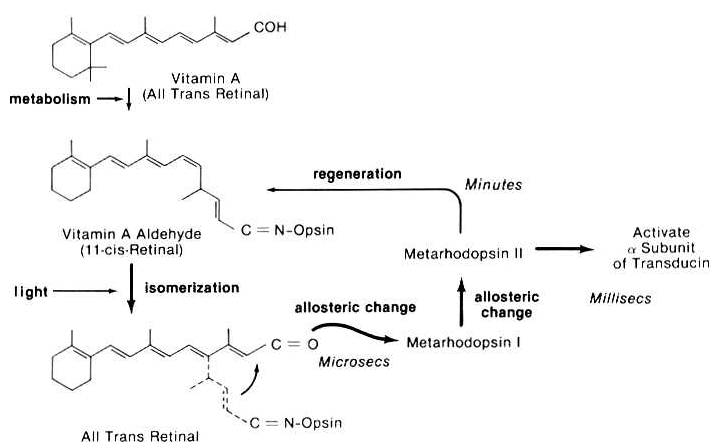 COH
Vitamin A
(All Trans Retinal)
metabolism
regeneration
Minutes
C = N-Opsin
Vitamin A Aldehyde
(11-cis-Retinal)
Metarhodopsin II
Activate
α Subunit
of Transducin
light
isomerization
allosteric change
allosteric
change
Millisecs
C = O
Microsecs
Metarhodopsin I
C = N-Opsin
All Trans Retinal